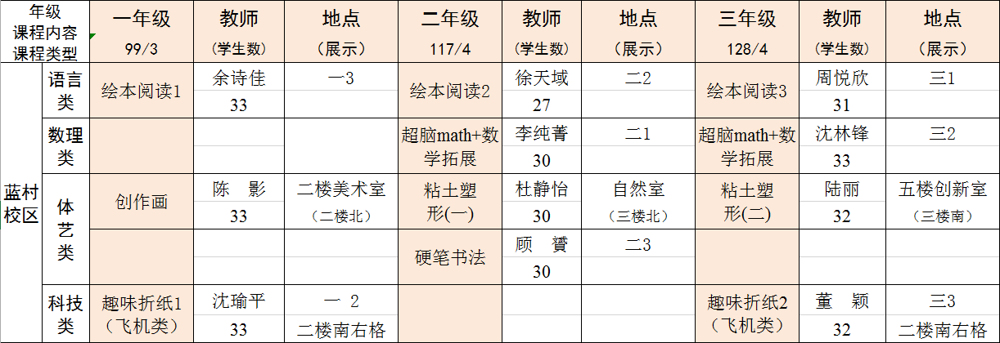 年级 一年级 教师 地点 二年级 教师 地点 三年级 教师 地点
课程内容
课程类型 99/3 (学生数) (展示) 117/4 (学生数) (展示) 128/4 (学生数) (展示)
蓝村
校区
语言
类
绘本阅读1 余诗佳 一3 绘本阅读2 徐天域 二2 绘本阅读3 周悦欣 三1
33 27 31
数理
类
超脑math+数
学拓展
李纯菁 二1
30
超脑math+数
学拓展
沈林锋 三2
33
体
艺
类
创作画 陈 影 二楼美术室
33 (二楼北)
粘土塑
形(一)
杜静怡 自然室
30 (三楼北)
粘土塑
形(二)
陆丽 五楼创新室
32 (三楼南)
硬笔书法 顾 赟 二3
30
科技
类
趣味折纸1
(飞机类)
沈瑜平 一 2
33 二楼南右格
趣味折纸2
(飞机类)
董 颖 三3
32 二楼南右格